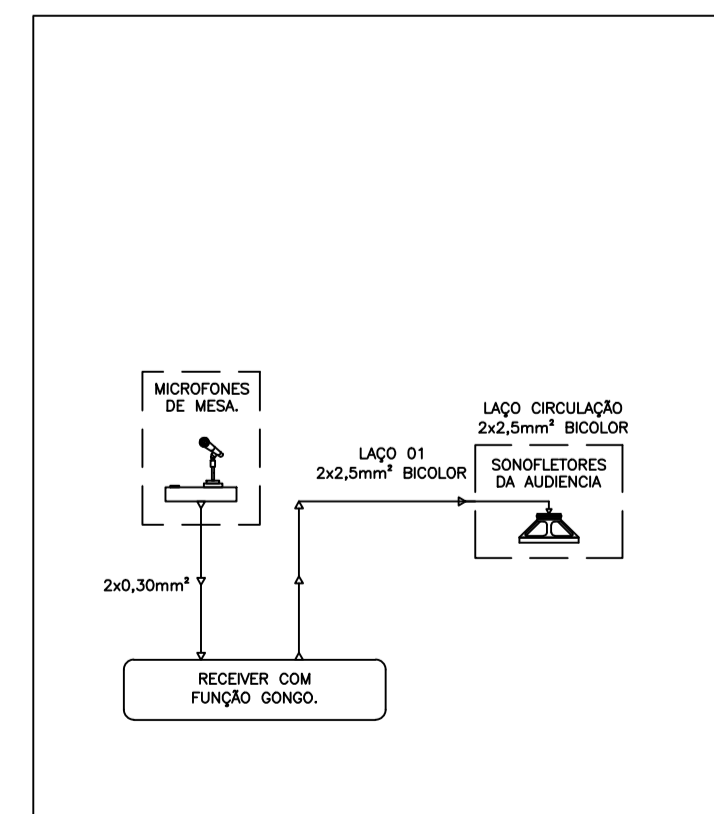 MICROFONES
DE MESA.
LAÇO CIRCULAÇÃO
2x2,5mm² BICOLOR
LAÇO 01
2x2,5mm² BICOLOR
SONOFLETORES
DA AUDIENCIA
2x0,30mm²
RECEIVER COM
FUNÇÃO GONGO.